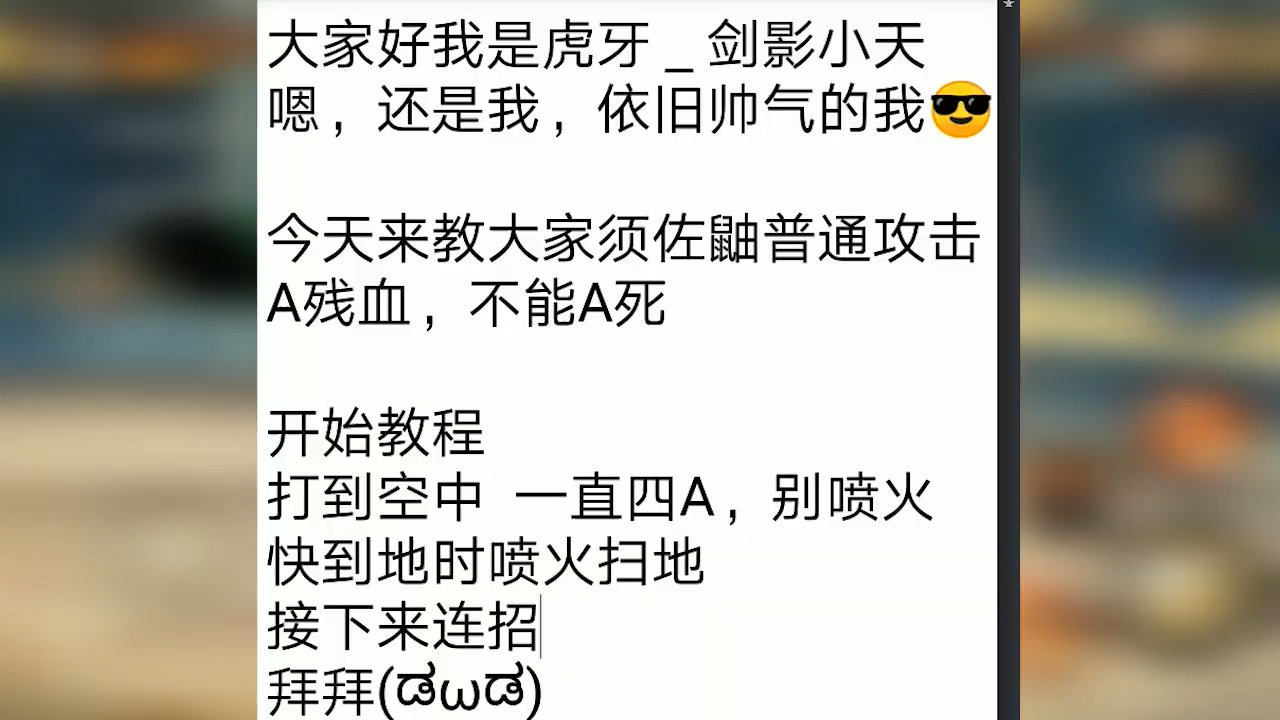 大家好我是虎牙＿剑影小天
嗯，还是我，依旧帅气的我😎
今天来教大家须佐鼬普通攻击
A残血，不能A死
开始教程
打到空中 一直四A，别喷火
快到地时喷火扫地
接下来连招
拜拜(ಡωಡ)